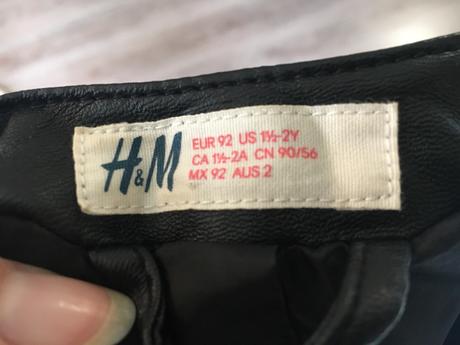 H&M
EUR 92 US 1½-2Y
CA 1½-2A CN 90/56
MX 92 AUS 2